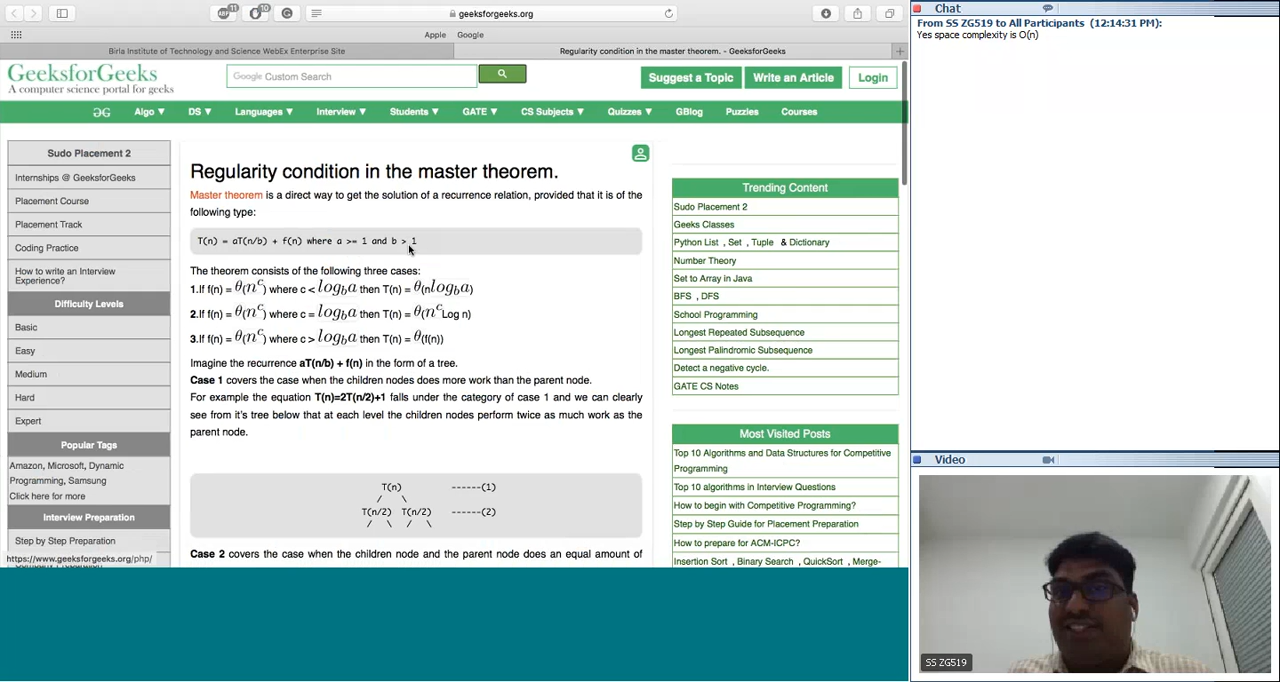 geeksforgeeks.org
Apple Google
Birla Institute of Technology and Science WebEx Enterprise Site
Regularity condition in the master theorem. - GeeksforGeeks
GeeksforGeeks
A computer science portal for geeks
Google Custom Search
Suggest a Topic
Write an Article
Login
Algo ▼ DS ▼ Languages ▼ Interview ▼ Students ▼ GATE ▼ CS Subjects ▼ Quizzes ▼ GBlog Puzzles Courses
Sudo Placement 2
Internships @ GeeksforGeeks
Placement Course
Placement Track
Coding Practice
How to write an Interview
Experience?
Difficulty Levels
Basic
Easy
Medium
Hard
Expert
Popular Tags
Amazon, Microsoft, Dynamic
Programming, Samsung
Click here for more
Interview Preparation
Step by Step Preparation
https://www.geeksforgeeks.org/php/
Regularity condition in the master theorem.
Master theorem is a direct way to get the solution of a recurrence relation, provided that it is of the
following type:
T(n) = aT(n/b) + f(n) where a >= 1 and b > 1
The theorem consists of the following three cases:
1.If f(n) = θ(n^c) where c < log_b a then T(n) = θ(n log_b a)
2.If f(n) = θ(n^c) where c = log_b a then T(n) = θ(n^c Log n)
3.If f(n) = θ(n^c) where c > log_b a then T(n) = θ(f(n))
Imagine the recurrence aT(n/b) + f(n) in the form of a tree.
Case 1 covers the case when the children nodes does more work than the parent node.
For example the equation T(n)=2T(n/2)+1 falls under the category of case 1 and we can clearly
see from it's tree below that at each level the children nodes perform twice as much work as the
parent node.
T(n) ------(1)
/ \
T(n/2) T(n/2) ------(2)
/ \ / \
Case 2 covers the case when the children node and the parent node does an equal amount of
Trending Content
Sudo Placement 2
Geeks Classes
Python List , Set , Tuple & Dictionary
Number Theory
Set to Array in Java
BFS , DFS
School Programming
Longest Repeated Subsequence
Longest Palindromic Subsequence
Detect a negative cycle.
GATE CS Notes
Most Visited Posts
Top 10 Algorithms and Data Structures for Competitive
Programming
Top 10 algorithms in Interview Questions
How to begin with Competitive Programming?
Step by Step Guide for Placement Preparation
How to prepare for ACM-ICPC?
Insertion Sort , Binary Search , QuickSort , Merge-
Chat
From SS ZG519 to All Participants (12:14:31 PM):
Yes space complexity is O(n)
Video
SS ZG519